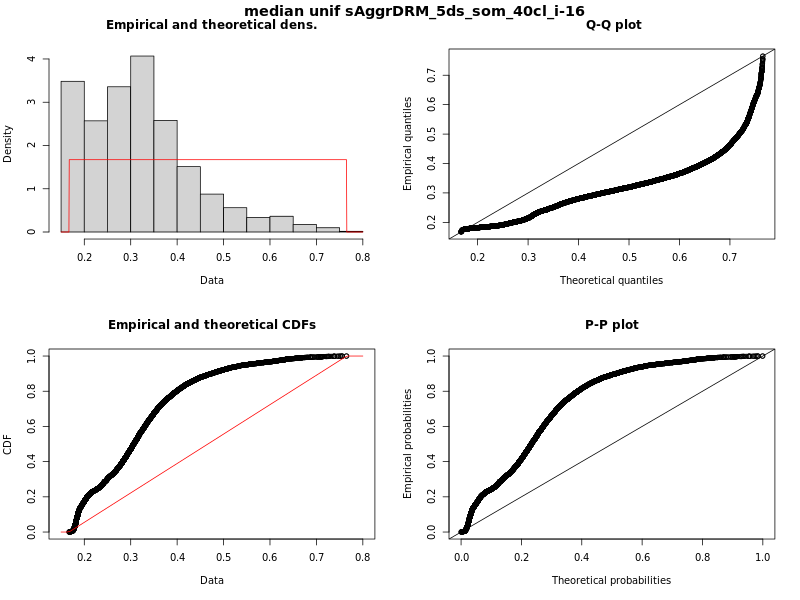 median unif sAggrDRM_5ds_som_40cl_i-16
Empirical and theoretical dens.
Density
0 1 2 3 4
0.2 0.3 0.4 0.5 0.6 0.7 0.8
Data
Q-Q plot
Empirical quantiles
0.2 0.3 0.4 0.5 0.6 0.7
0.2 0.3 0.4 0.5 0.6 0.7
Theoretical quantiles
Empirical and theoretical CDFs
CDF
0.0 0.2 0.4 0.6 0.8 1.0
0.2 0.3 0.4 0.5 0.6 0.7 0.8
Data
P-P plot
Empirical probabilities
0.0 0.2 0.4 0.6 0.8 1.0
0.0 0.2 0.4 0.6 0.8 1.0
Theoretical probabilities